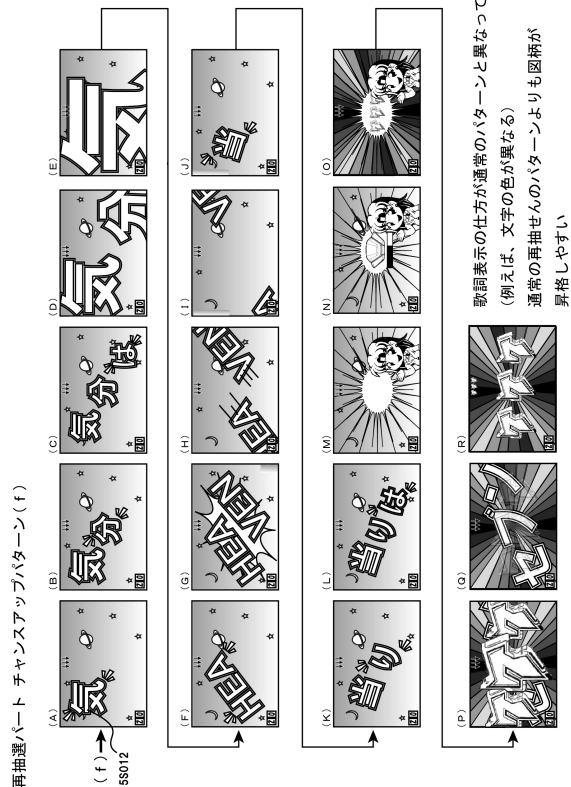 再抽選パート チャンスアップパターン(f)
(f)
5S012
(A)
気
(B)
気分
(C)
気分は
(D)
気分
(E)
気
(F)
HEA
(G)
HEA
VEN
(H)
HEA
VEN
(I)
(J)
当
(K)
当り
(L)
当りは
(M)
(N)
(O)
(P)
(Q)
(R)
歌詞表示の仕方が通常のパターンと異なって
(例えば、文字の色が異なる)
通常の再抽せんのパターンよりも図柄が
昇格しやすい